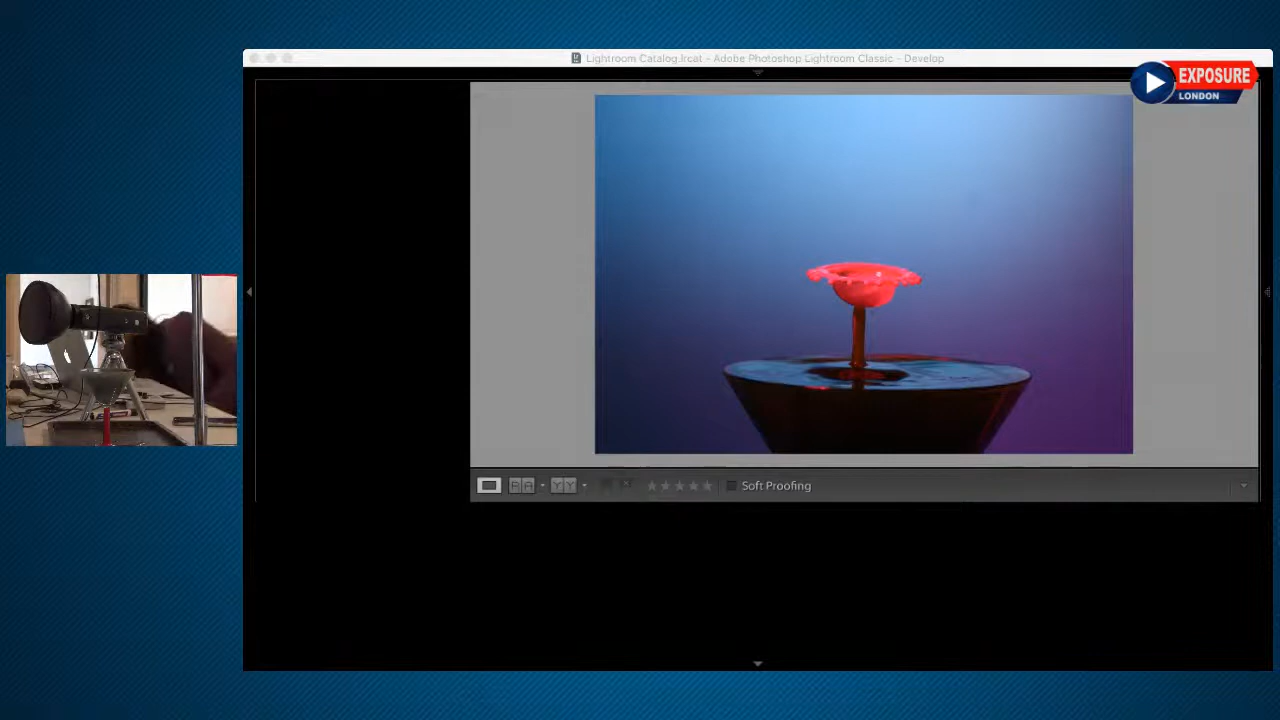 Lightroom Catalog.lrcat - Adobe Photoshop Lightroom Classic - Develop
EXPOSURE
LONDON
R A
Y Y
Soft Proofing